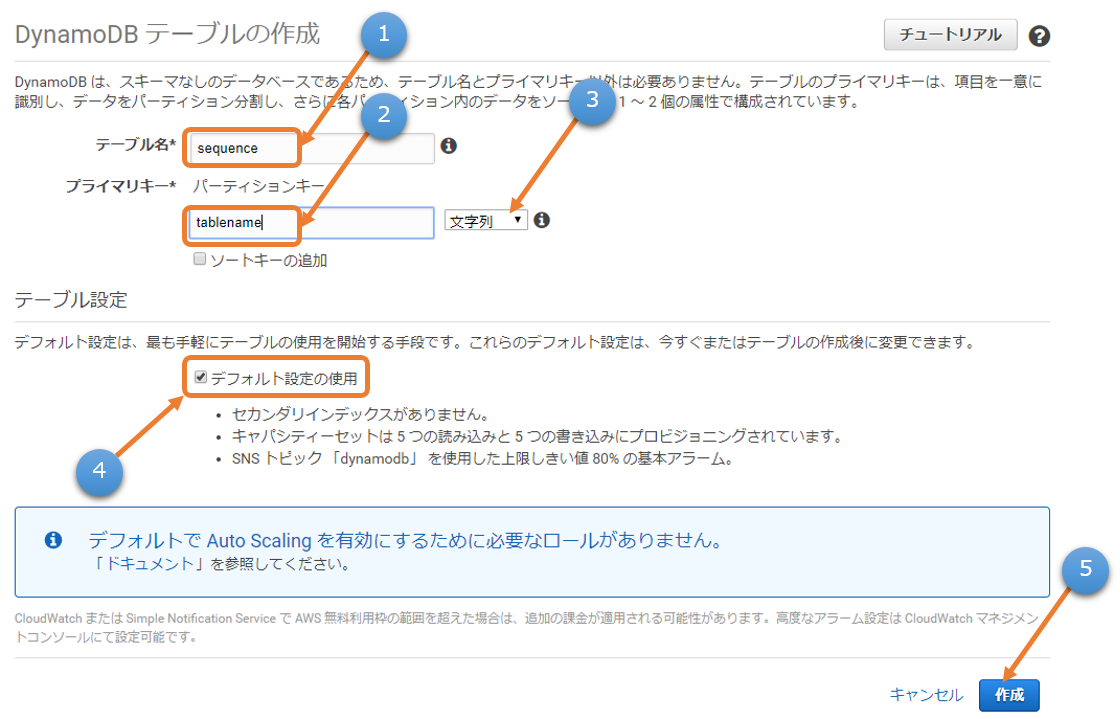 DynamoDB テーブルの作成
1
チュートリアル
?
DynamoDB は、スキーマなしのデータベースであるため、テーブル名とプライマリキー以外は必要ありません。テーブルのプライマリキーは、項目を一意に
識別し、データをパーティション分割し、さらに各パ ィション内のデータをソー 1 ～ 2 個の属性で構成されています。
2
3
テーブル名*
sequence
プライマリキー*
パーティションキー
tablename
文字列
ソートキーの追加
テーブル設定
デフォルト設定は、最も手軽にテーブルの使用を開始する手段です。これらのデフォルト設定は、今すぐまたはテーブルの作成後に変更できます。
デフォルト設定の使用
• セカンダリインデックスがありません。
• キャパシティーセットは 5 つの読み込みと 5 つの書き込みにプロビジョニングされています。
• SNS トピック 「dynamodb」 を使用した上限しきい値 80% の基本アラーム。
4
デフォルトで Auto Scaling を有効にするために必要なロールがありません。
「ドキュメント」を参照してください。
5
CloudWatch または Simple Notification Service で AWS 無料利用枠の範囲を超えた場合は、追加の課金が適用される可能性があります。高度なアラーム設定は CloudWatch マネジメン
トコンソールにて設定可能です。
キャンセル
作成